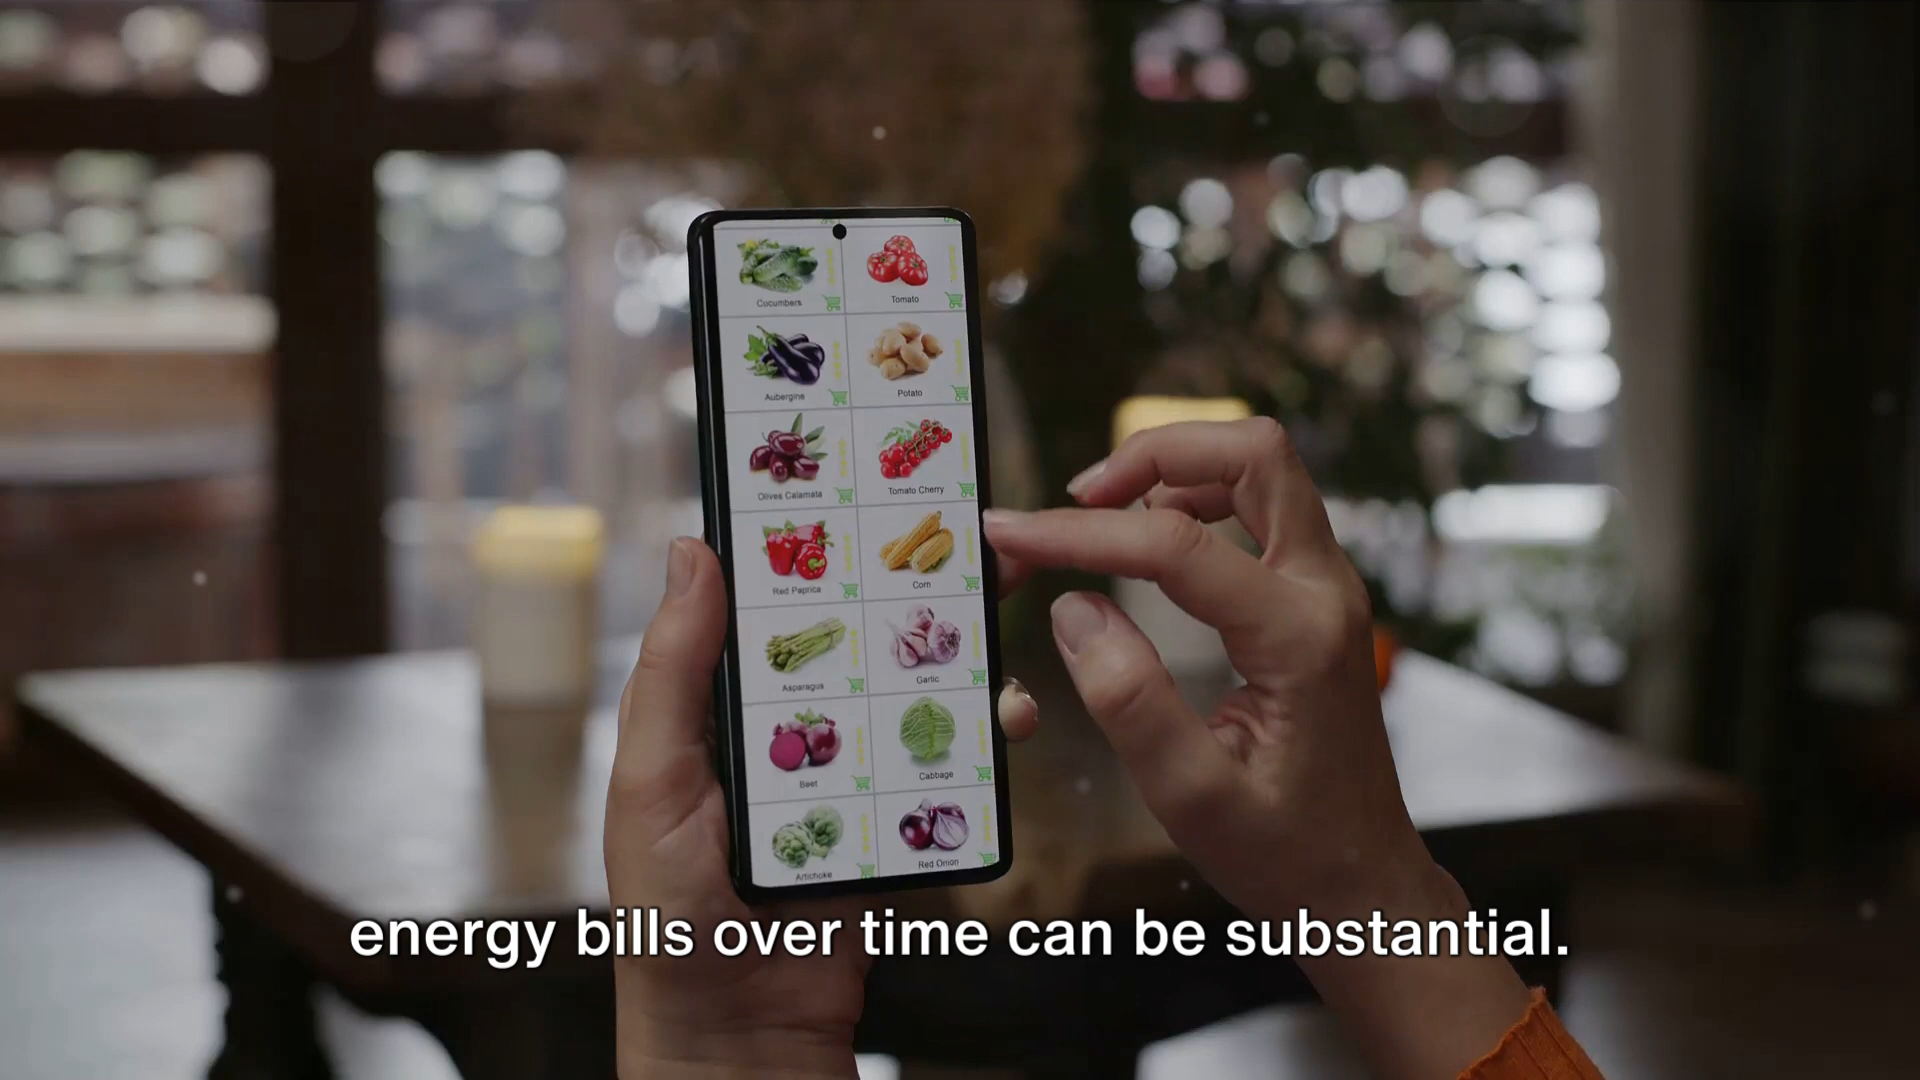 Cucumbers
Tomato
Aubergine
Potato
Olives Calamata
Tomato Cherry
Red Paprica
Corn
Asparagus
Garlic
Beet
Cabbage
Artichoke
Red Onion
energy bills over time can be substantial.